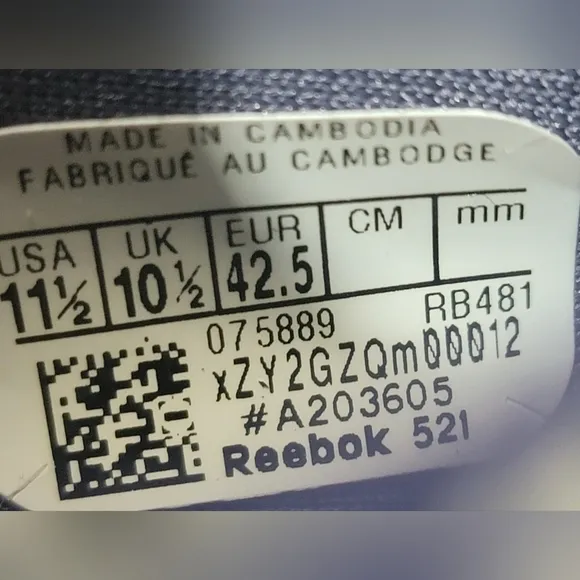 MADE IN CAMBODIA
FABRIQUÉ AU CAMBODGE
USA UK EUR CM mm
11½ 10½ 42.5
075889 RB481
xZY2GZQm00012
#A203605
Reebok 521